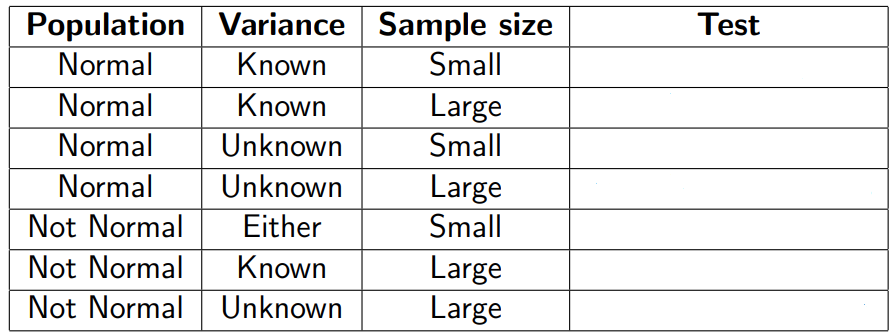 Population Variance Sample size Test
Normal Known Small
Normal Known Large
Normal Unknown Small
Normal Unknown Large
Not Normal Either Small
Not Normal Known Large
Not Normal Unknown Large